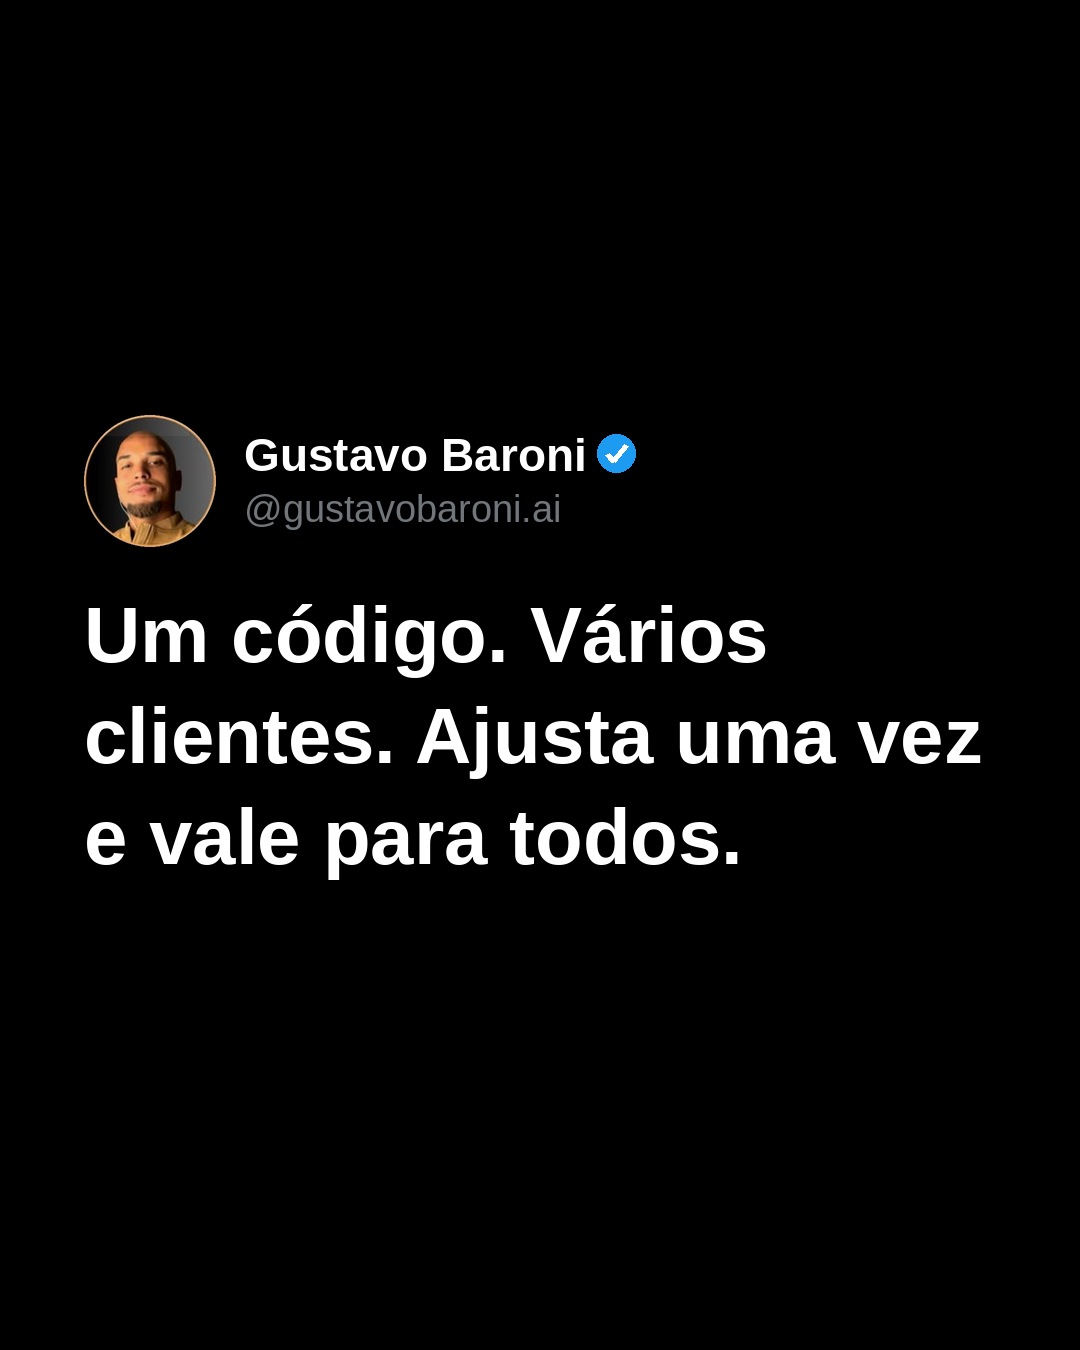 Gustavo Baroni
@gustavobaroni.ai
Um código. Vários
clientes. Ajusta uma vez
e vale para todos.